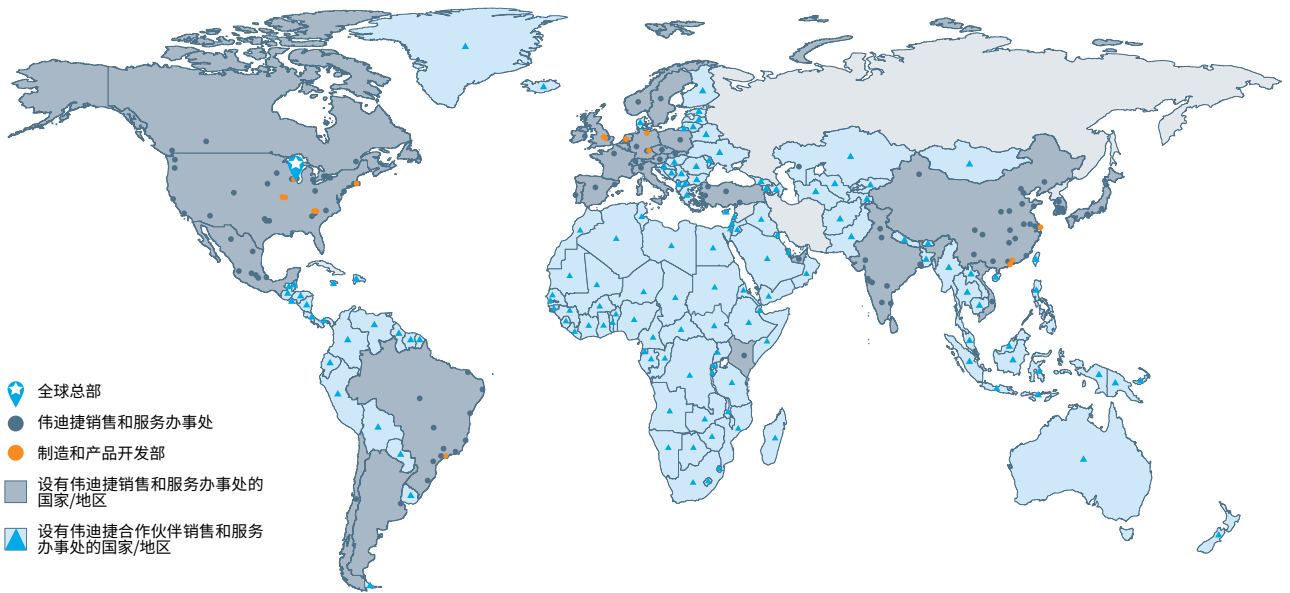 全球总部
伟迪捷销售和服务办事处
制造和产品开发部
设有伟迪捷销售和服务办事处的
国家/地区
设有伟迪捷合作伙伴销售和服务
办事处的国家/地区